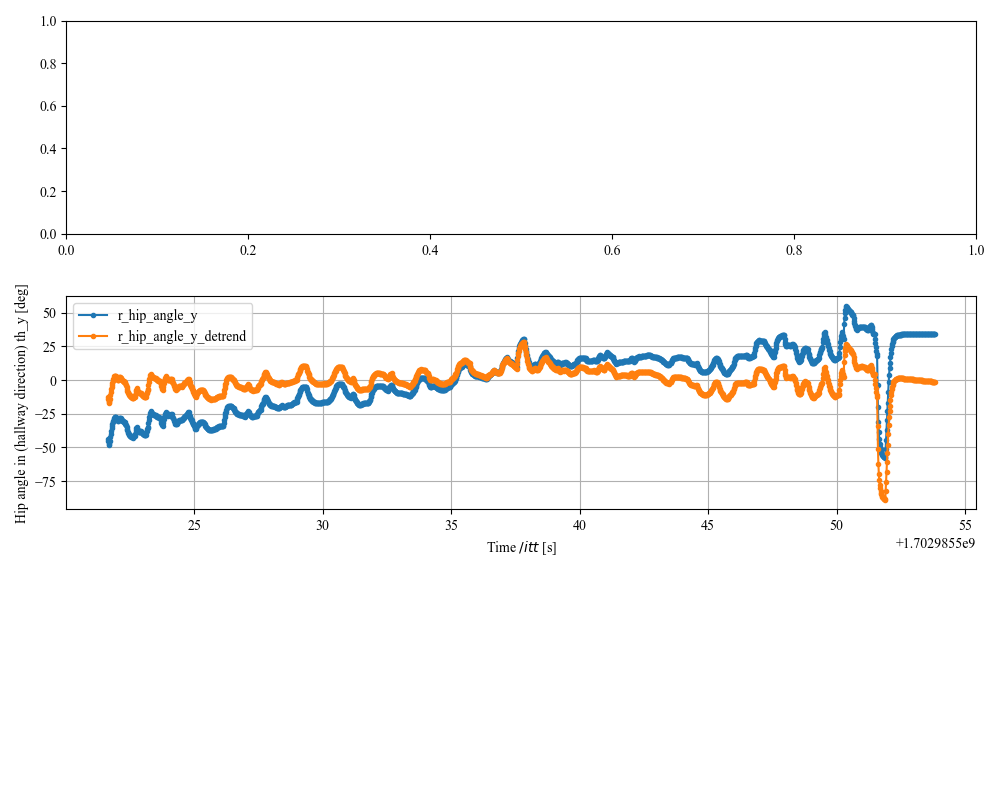 1.0
0.8
0.6
0.4
0.2
0.0
0.0 0.2 0.4 0.6 0.8 1.0
Hip angle in (hallway direction) th_y [deg]
r_hip_angle_y
r_hip_angle_y_detrend
50
25
0
−25
−50
−75
25 30 35 40 45 50 55
Time /itt [s]
+1.7029855e9